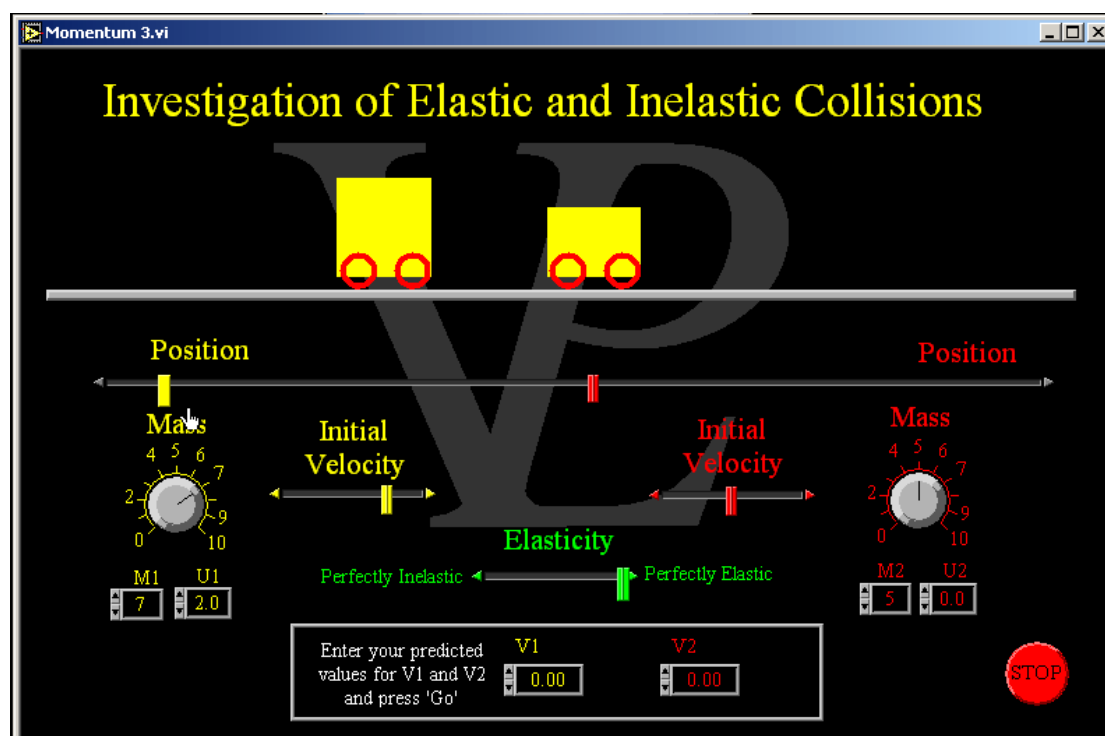 Momentum 3.vi
Investigation of Elastic and Inelastic Collisions
VPL
Position
Position
Mass
4 5 6
2 7
0 9
10
Initial
Velocity
Initial
Velocity
Mass
4 5 6
2 7
0 9
10
Elasticity
Perfectly Inelastic
Perfectly Elastic
M1 U1
7 2.0
M2 U2
5 0.0
Enter your predicted
values for V1 and V2
and press 'Go'
V1 V2
0.00 0.00
STOP